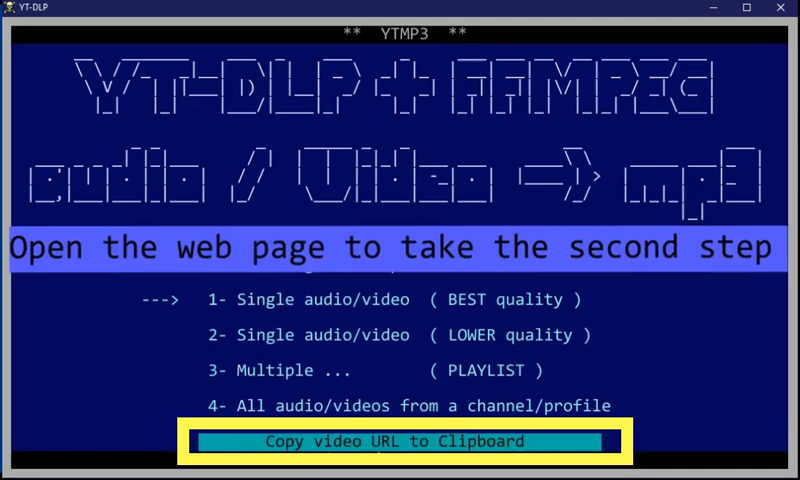 YT-DLP
** YTMP3 **
YT-DLP + FFMPEG
audio / Video => mp3
Open the web page to take the second step
---> 1- Single audio/video ( BEST quality )
2- Single audio/video ( LOWER quality )
3- Multiple ... ( PLAYLIST )
4- All audio/videos from a channel/profile
Copy video URL to Clipboard